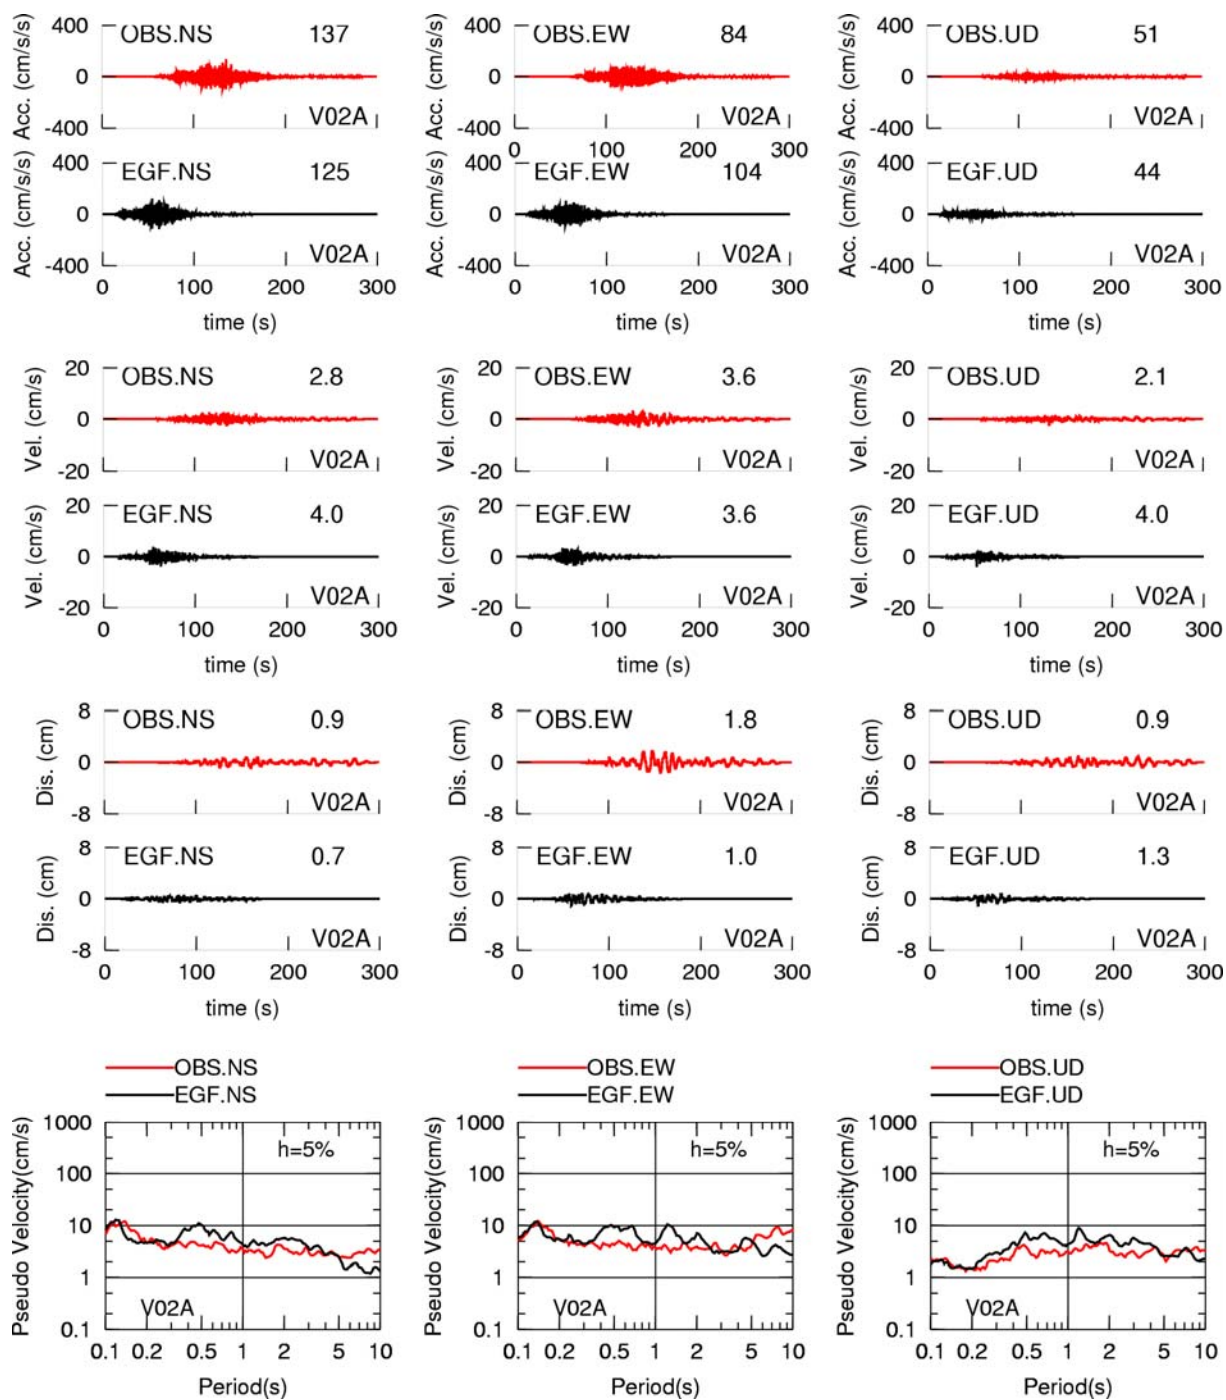 400 OBS.NS 137
Acc. (cm/s/s/s) 0
-400 V02A
400 OBS.EW 84
Acc. (cm/s/s/s) 0
-400 V02A
0 100 200 300
400 OBS.UD 51
Acc. (cm/s/s/s) 0
-400 V02A
400 EGF.NS 125
Acc. (cm/s/s/s) 0
-400 V02A
0 100 200 300
time (s)
400 EGF.EW 104
Acc. (cm/s/s/s) 0
-400 V02A
0 100 200 300
time (s)
400 EGF.UD 44
Acc. (cm/s/s/s) 0
-400 V02A
0 100 200 300
time (s)
20 OBS.NS 2.8
Vel. (cm/s) 0
-20 V02A
20 OBS.EW 3.6
Vel. (cm/s) 0
-20 V02A
20 OBS.UD 2.1
Vel. (cm/s) 0
-20 V02A
20 EGF.NS 4.0
Vel. (cm/s) 0
-20 V02A
0 100 200 300
time (s)
20 EGF.EW 3.6
Vel. (cm/s) 0
-20 V02A
0 100 200 300
time (s)
20 EGF.UD 4.0
Vel. (cm/s) 0
-20 V02A
0 100 200 300
time (s)
8 OBS.NS 0.9
Dis. (cm) 0
-8 V02A
8 OBS.EW 1.8
Dis. (cm) 0
-8 V02A
8 OBS.UD 0.9
Dis. (cm) 0
-8 V02A
8 EGF.NS 0.7
Dis. (cm) 0
-8 V02A
0 100 200 300
time (s)
8 EGF.EW 1.0
Dis. (cm) 0
-8 V02A
0 100 200 300
time (s)
8 EGF.UD 1.3
Dis. (cm) 0
-8 V02A
0 100 200 300
time (s)
OBS.NS
EGF.NS
Pseudo Velocity(cm/s)
1000
100
10
1
0.1
h=5%
V02A
0.1 0.2 0.5 1 2 5 10
Period(s)
OBS.EW
EGF.EW
Pseudo Velocity(cm/s)
1000
100
10
1
0.1
h=5%
V02A
0.1 0.2 0.5 1 2 5 10
Period(s)
OBS.UD
EGF.UD
Pseudo Velocity(cm/s)
1000
100
10
1
0.1
h=5%
V02A
0.1 0.2 0.5 1 2 5 10
Period(s)